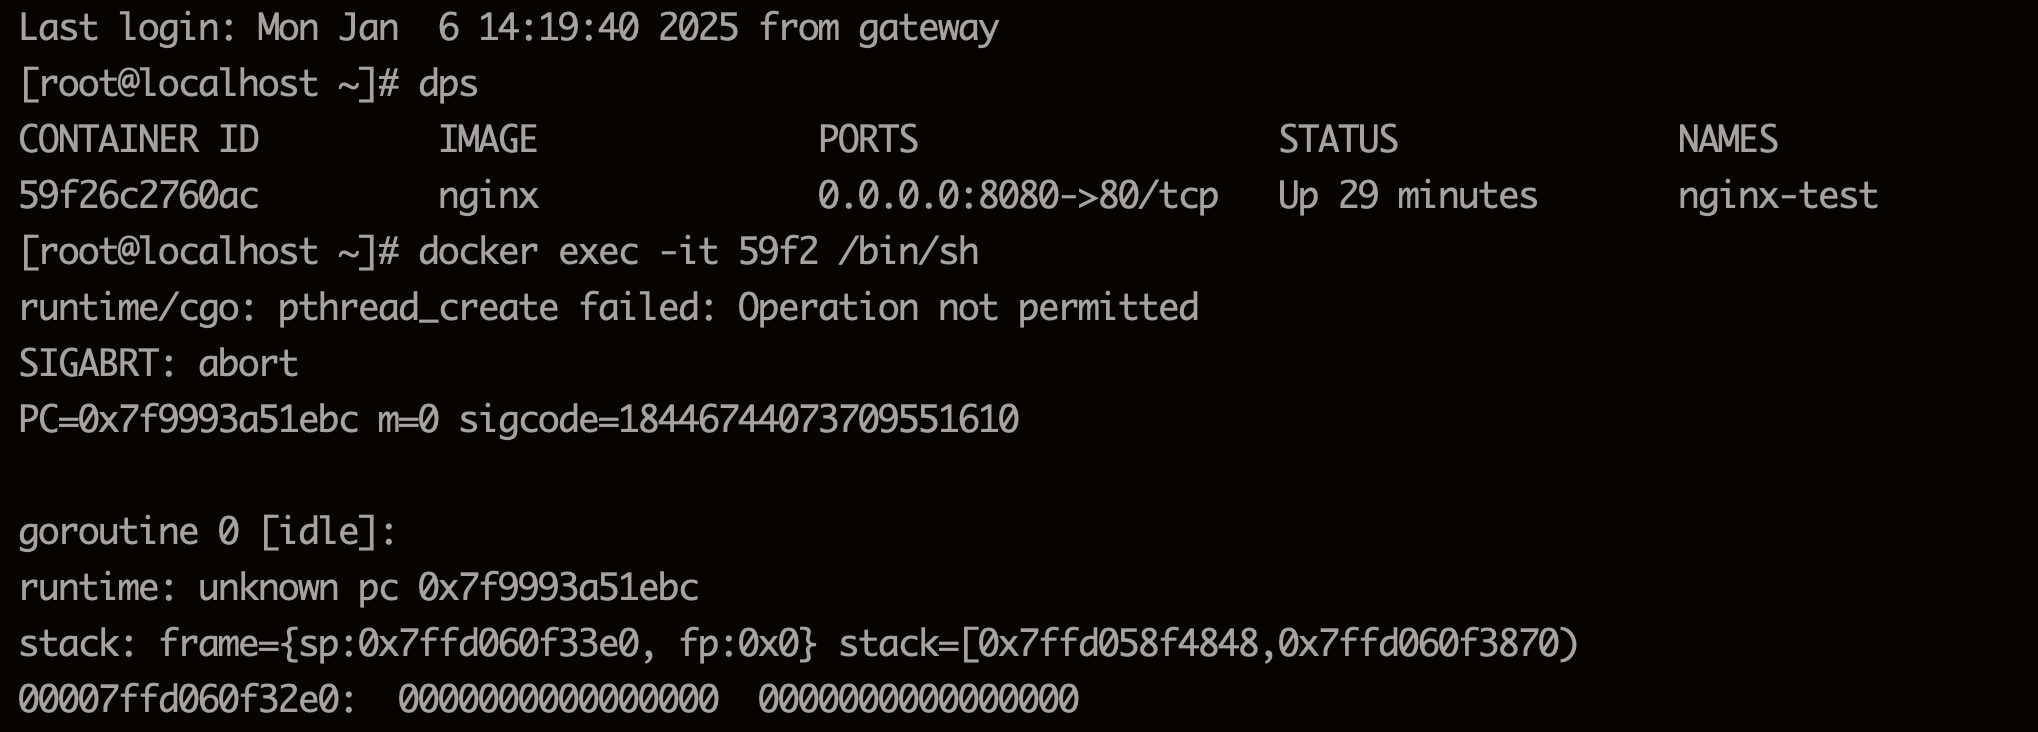 Last login: Mon Jan  6 14:19:40 2025 from gateway
[root@localhost ~]# dps
CONTAINER ID         IMAGE              PORTS                  STATUS              NAMES
59f26c2760ac         nginx              0.0.0.0:8080->80/tcp   Up 29 minutes       nginx-test
[root@localhost ~]# docker exec -it 59f2 /bin/sh
runtime/cgo: pthread_create failed: Operation not permitted
SIGABRT: abort
PC=0x7f9993a51ebc m=0 sigcode=18446744073709551610
goroutine 0 [idle]:
runtime: unknown pc 0x7f9993a51ebc
stack: frame={sp:0x7ffd060f33e0, fp:0x0} stack=[0x7ffd058f4848,0x7ffd060f3870)
00007ffd060f32e0:  0000000000000000  0000000000000000